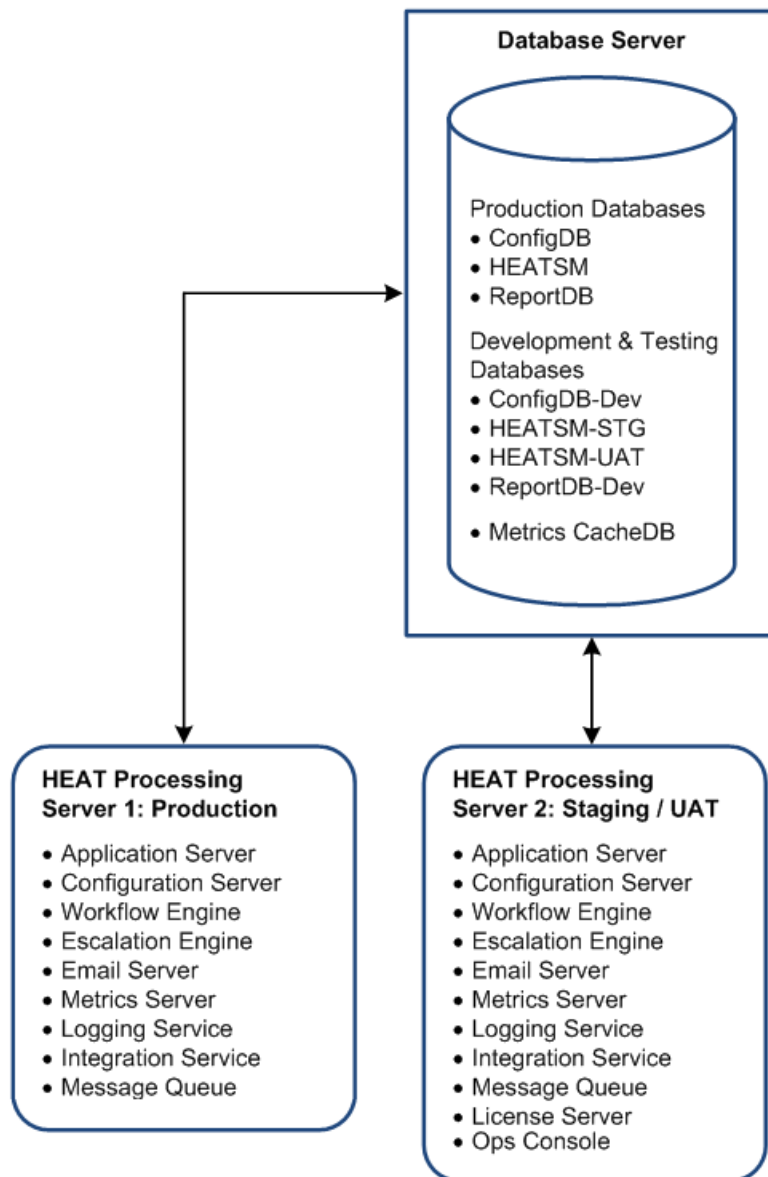 Database Server
Production Databases
• ConfigDB
• HEATSM
• ReportDB
Development & Testing
Databases
• ConfigDB-Dev
• HEATSM-STG
• HEATSM-UAT
• ReportDB-Dev
• Metrics CacheDB
HEAT Processing
Server 1: Production
• Application Server
• Configuration Server
• Workflow Engine
• Escalation Engine
• Email Server
• Metrics Server
• Logging Service
• Integration Service
• Message Queue
HEAT Processing
Server 2: Staging / UAT
• Application Server
• Configuration Server
• Workflow Engine
• Escalation Engine
• Email Server
• Metrics Server
• Logging Service
• Integration Service
• Message Queue
• License Server
• Ops Console